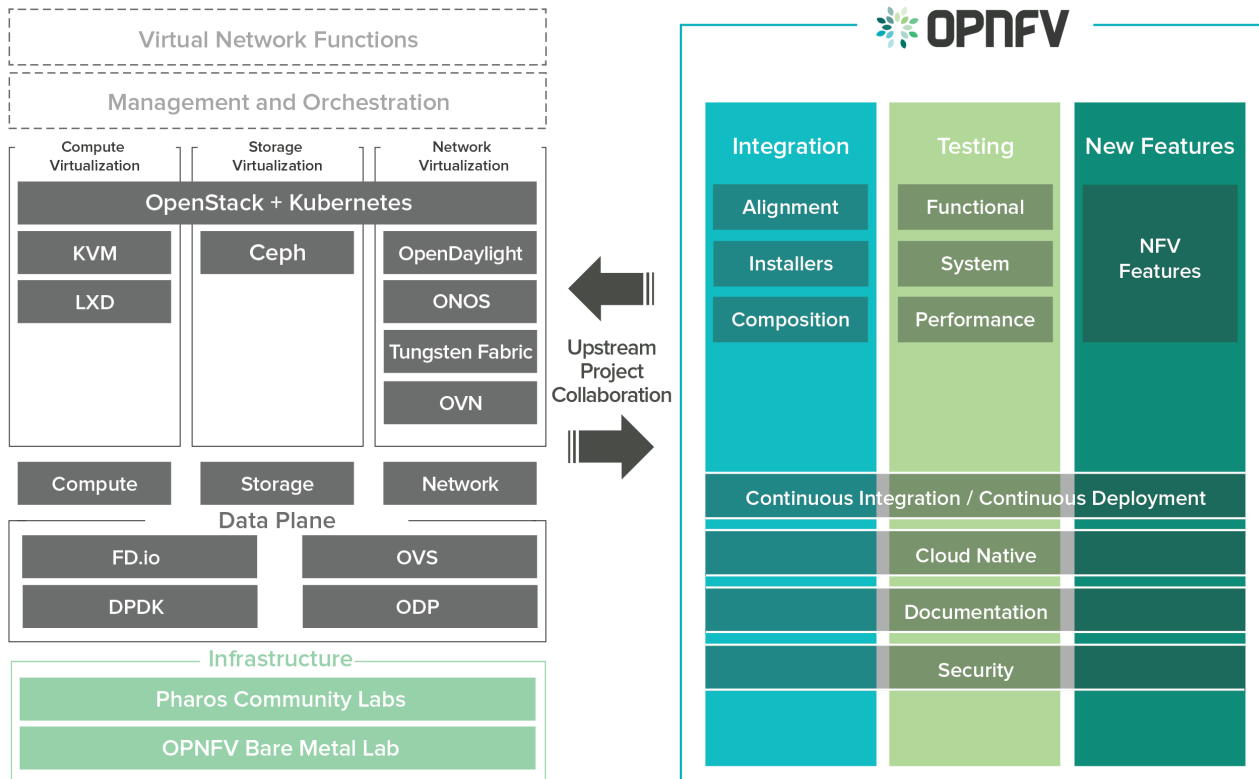 Virtual Network Functions
Management and Orchestration
Compute
Virtualization
Storage
Virtualization
Network
Virtualization
OpenStack + Kubernetes
KVM
Ceph
OpenDaylight
LXD
ONOS
Tungsten Fabric
OVN
Compute
Storage
Network
Data Plane
FD.io
OVS
DPDK
ODP
Infrastructure
Pharos Community Labs
OPNFV Bare Metal Lab
Upstream
Project
Collaboration
OPNFV
Integration
Testing
New Features
Alignment
Functional
NFV
Features
Installers
System
Composition
Performance
Continuous Integration / Continuous Deployment
Cloud Native
Documentation
Security